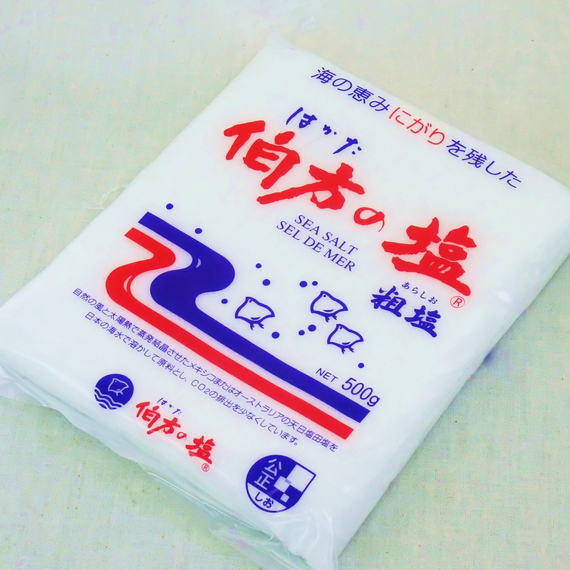 海の恵みにがりを残した
はかた
伯方の塩®
SEA SALT
SEL DE MER
あらしお
粗塩
NET 500g
自然の風と太陽熱で蒸発結晶させたメキシコまたはオーストラリアの天日塩田塩を
日本の海水で溶かして原料とし、CO2の排出を少なくしています。
はかた
伯方の塩®
公正
しお